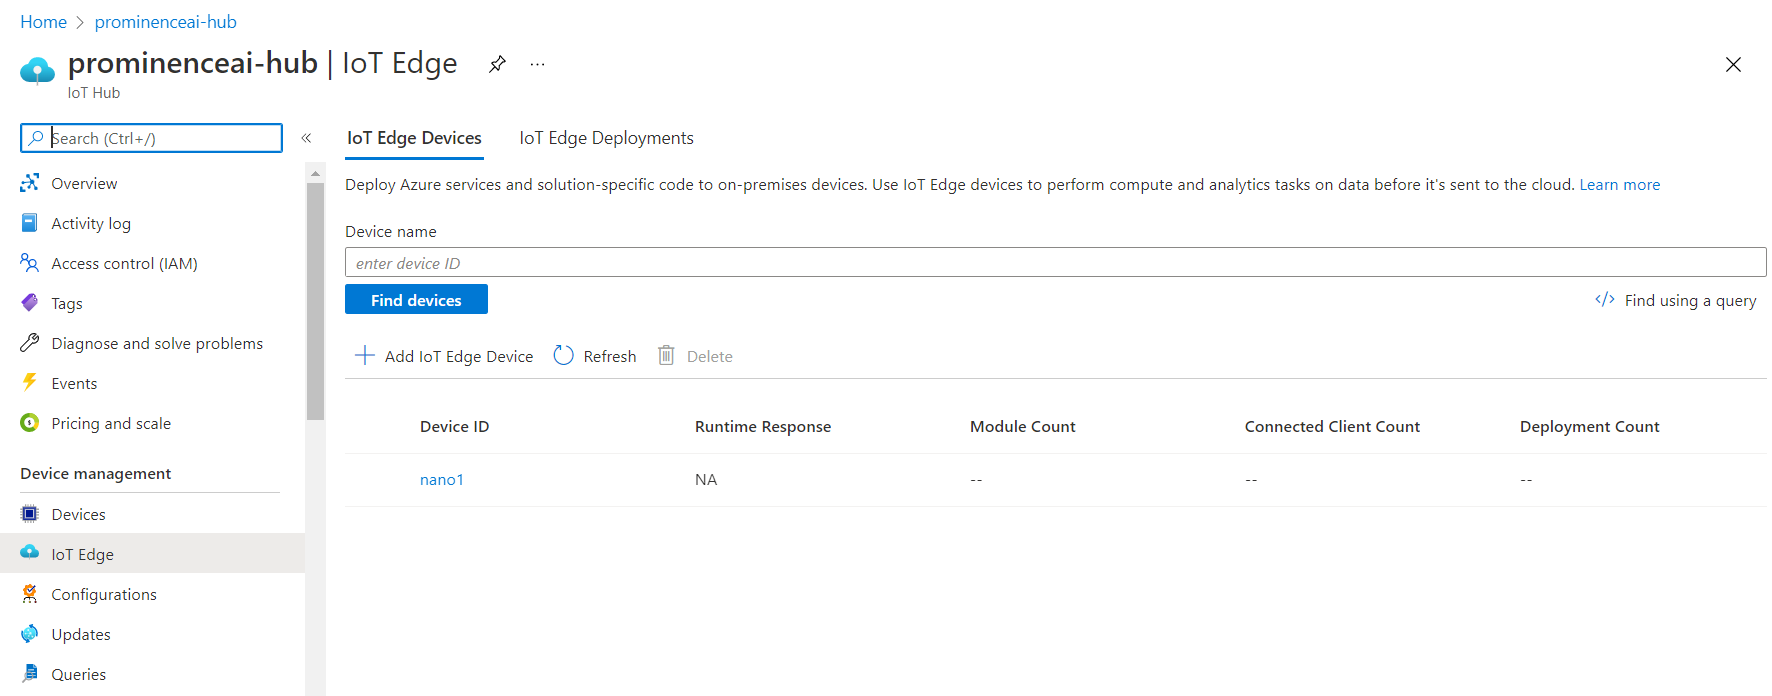 Home > prominenceai-hub
prominenceai-hub | IoT Edge ...
IoT Hub
Search (Ctrl+/)
Overview
Activity log
Access control (IAM)
Tags
Diagnose and solve problems
Events
Pricing and scale
Device management
Devices
IoT Edge
Configurations
Updates
Queries
IoT Edge Devices IoT Edge Deployments
Deploy Azure services and solution-specific code to on-premises devices. Use IoT Edge devices to perform compute and analytics tasks on data before it's sent to the cloud. Learn more
Device name
enter device ID
Find devices
</> Find using a query
Add IoT Edge Device Refresh Delete
Device ID Runtime Response Module Count Connected Client Count Deployment Count
nano1 NA -- -- --